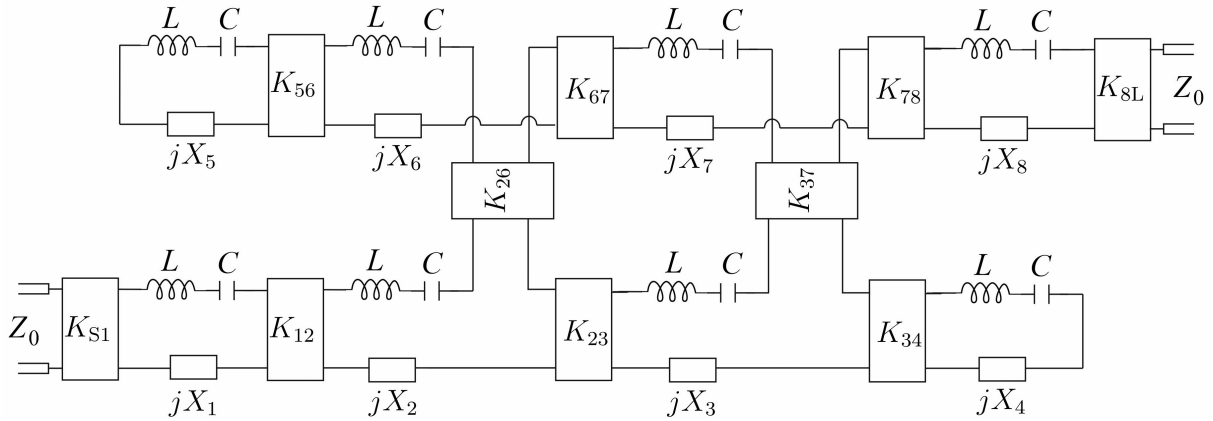 L C L C L C L C
K₅₆ K₆₇ K₇₈ K₈L Z₀
jX₅ jX₆ jX₇ jX₈
K₂₆ K₃₇
L C L C L C L C
Z₀ K_S1 K₁₂ K₂₃ K₃₄
jX₁ jX₂ jX₃ jX₄